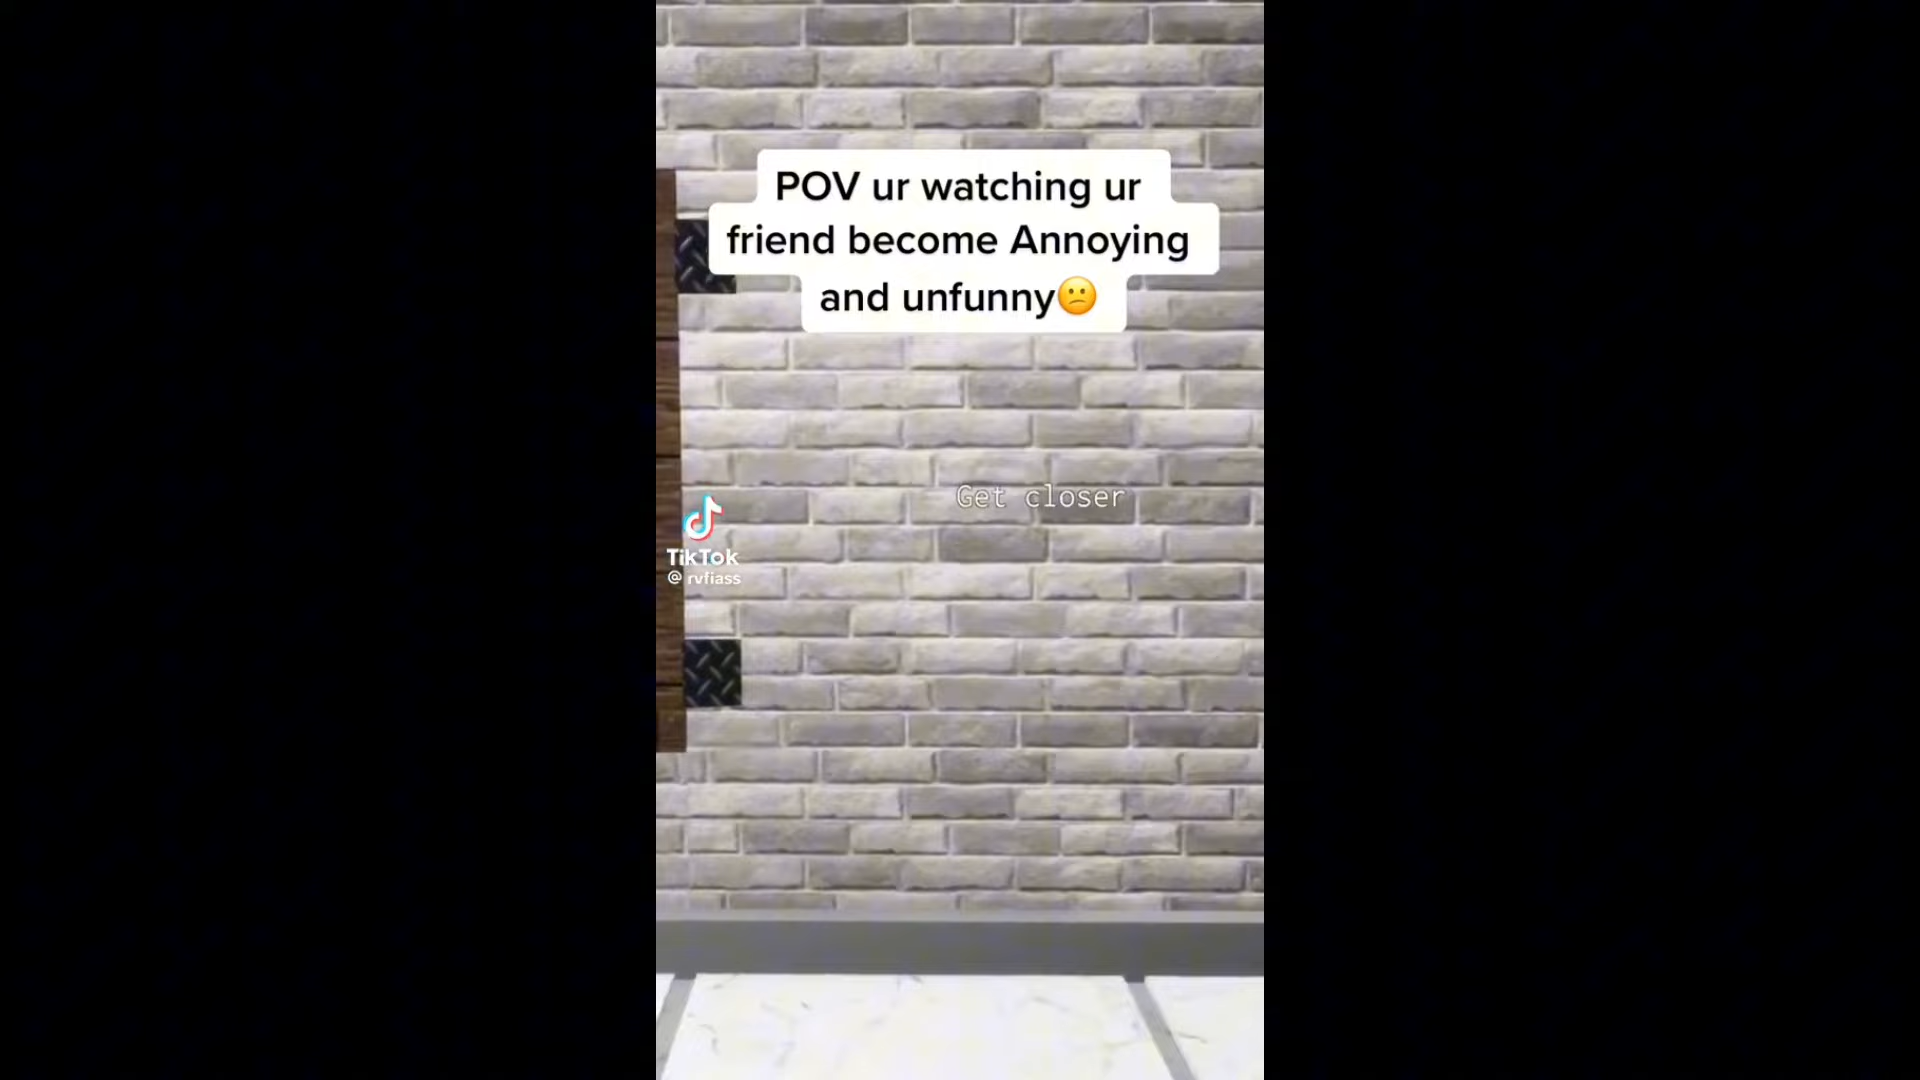 POV ur watching ur
friend become Annoying
and unfunny😕
Get closer
TikTok
@ rvfiass